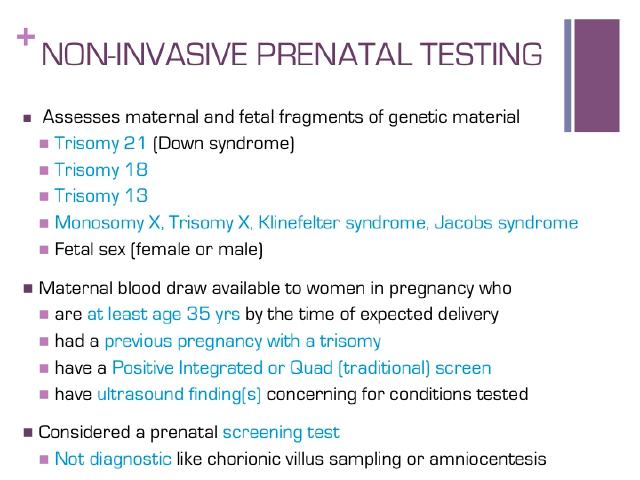 +
NON-INVASIVE PRENATAL TESTING
Assesses maternal and fetal fragments of genetic material
Trisomy 21 (Down syndrome)
Trisomy 18
Trisomy 13
Monosomy X, Trisomy X, Klinefelter syndrome, Jacobs syndrome
Fetal sex (female or male)
Maternal blood draw available to women in pregnancy who
are at least age 35 yrs by the time of expected delivery
had a previous pregnancy with a trisomy
have a Positive Integrated or Quad (traditional) screen
have ultrasound finding(s) concerning for conditions tested
Considered a prenatal screening test
Not diagnostic like chorionic villus sampling or amniocentesis